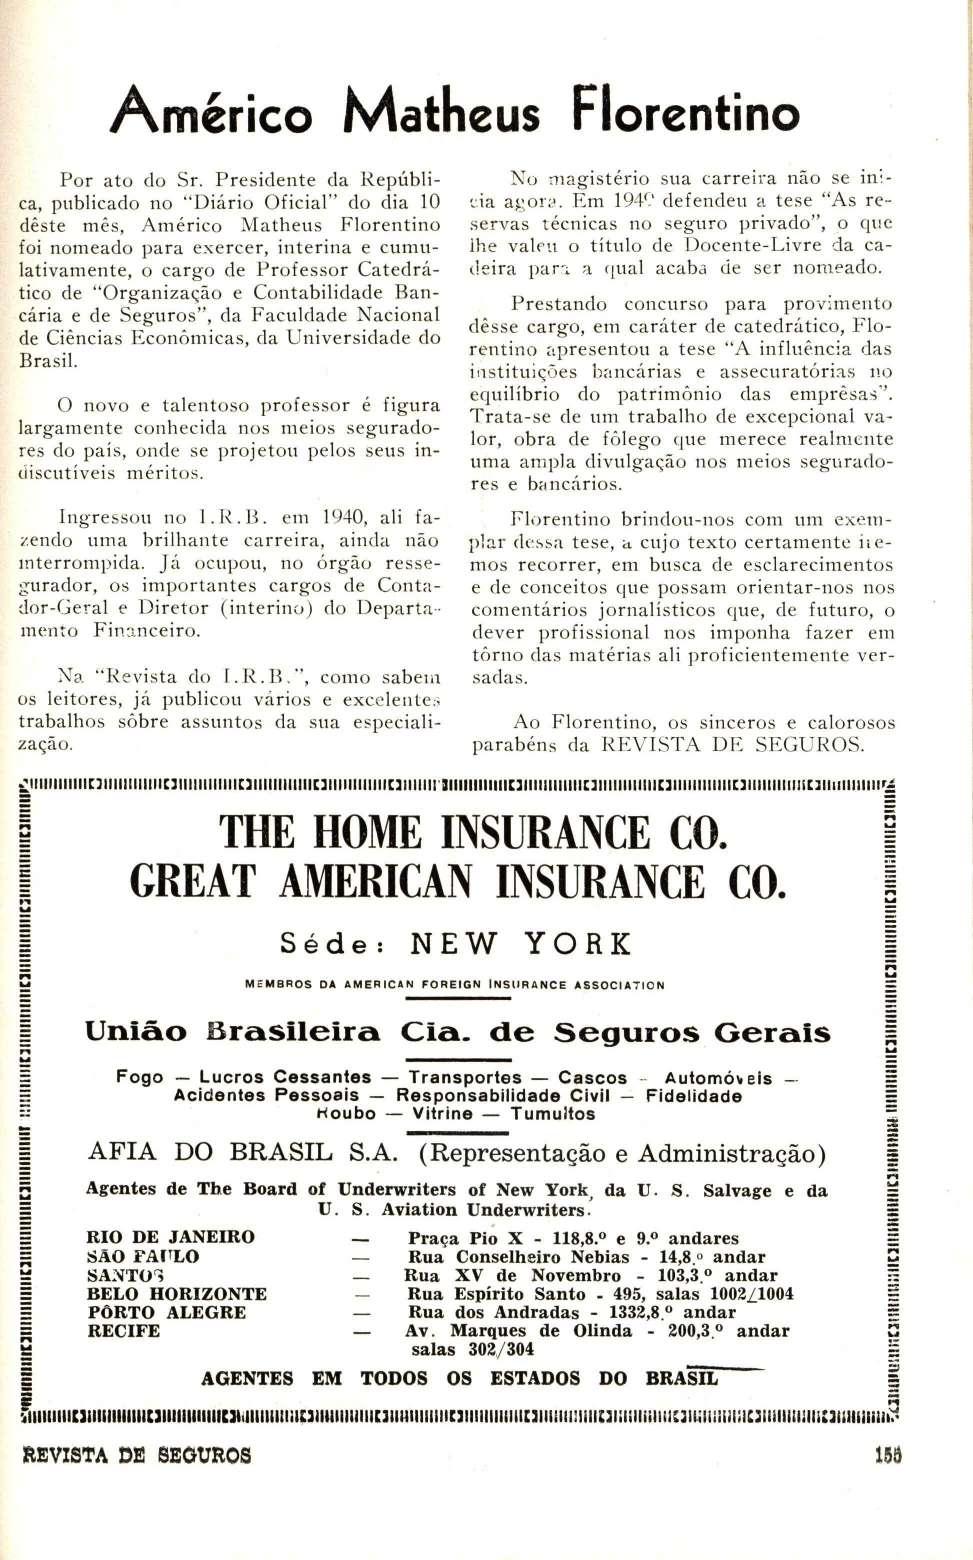 Américo Matheus Florentino
Por ato do Sr. Presidente da Repúbli-
ca, publicado no “Diário Oficial” do dia 10
dêste mês, Américo Matheus Florentino
foi nomeado para exercer, interina e cumu-
lativamente, o cargo de Professor Catedrá-
tico de “Organização e Contabilidade Ban-
cária e de Seguros”, da Faculdade Nacional
de Ciências Econômicas, da Universidade do
Brasil.
O novo e talentoso professor é figura
largamente conhecida nos meios segurado-
res do país, onde se projetou pelos seus in-
discutíveis méritos.
Ingressou no I.R.B. em 1940, ali fa-
zendo uma brilhante carreira, ainda não
interrompida. Já ocupou, no órgão resse-
gurador, os importantes cargos de Conta-
dor-Geral e Diretor (interino) do Departa-
mento Financeiro.
Na “Revista do I.R.B.”, como sabem
os leitores, já publicou vários e excelentes
trabalhos sôbre assuntos da sua especiali-
zação.
No magistério sua carreira não se ini-
cia agora. Em defendeu a tese “As re-
servas técnicas no seguro privado”, o que
lhe valeu o título de Docente-Livre da ca-
deira para a qual acaba de ser nomeado.
Prestando concurso para provimento
dêsse cargo, em caráter de catedrático, Flo-
rentino apresentou a tese “A influência das
instituições bancárias e assecuratórias no
equilíbrio do patrimônio das emprêsas”.
Trata-se de um trabalho de excepcional va-
lor, obra de fôlego que merece realmente
uma ampla divulgação nos meios segurado-
res e bancários.
Florentino brindou-nos com um exem-
plar dessa tese, a cujo texto certamente ire-
mos recorrer, em busca de esclarecimentos
e de conceitos que possam orientar-nos nos
comentários jornalísticos que, de futuro, o
dever profissional nos imponha fazer em
tôrno das matérias ali proficientemente ver-
sadas.
Ao Florentino, os sinceros e calorosos
parabéns da REVISTA DE SEGUROS.
THE HOME INSURANCE CO.
GREAT AMERICAN INSURANCE CO.
Séde: NEW YORK
MEMBROS DA AMERICAN FOREIGN INSURANCE ASSOCIATION
União Brasileira Cia. de Seguros Gerais
Fogo — Lucros Cessantes — Transportes — Cascos - Automóveis —
Acidentes Pessoais — Responsabilidade Civil — Fidelidade
Roubo — Vitrine — Tumultos
AFIA DO BRASIL S.A. (Representação e Administração)
Agentes de The Board of Underwriters of New York, da U. S. Salvage e da
U. S. Aviation Underwriters.
RIO DE JANEIRO — Praça Pio X - 118,8.º e 9.º andares
SÃO PAULO — Rua Conselheiro Nebias - 14,8.º andar
SANTOS — Rua XV de Novembro - 103,3.º andar
BELO HORIZONTE — Rua Espírito Santo - 495, salas 1002/1004
PÔRTO ALEGRE — Rua dos Andradas - 1332,8.º andar
RECIFE — Av. Marques de Olinda - 200,3.º andar
salas 302/304
AGENTES EM TODOS OS ESTADOS DO BRASIL
REVISTA DE SEGUROS